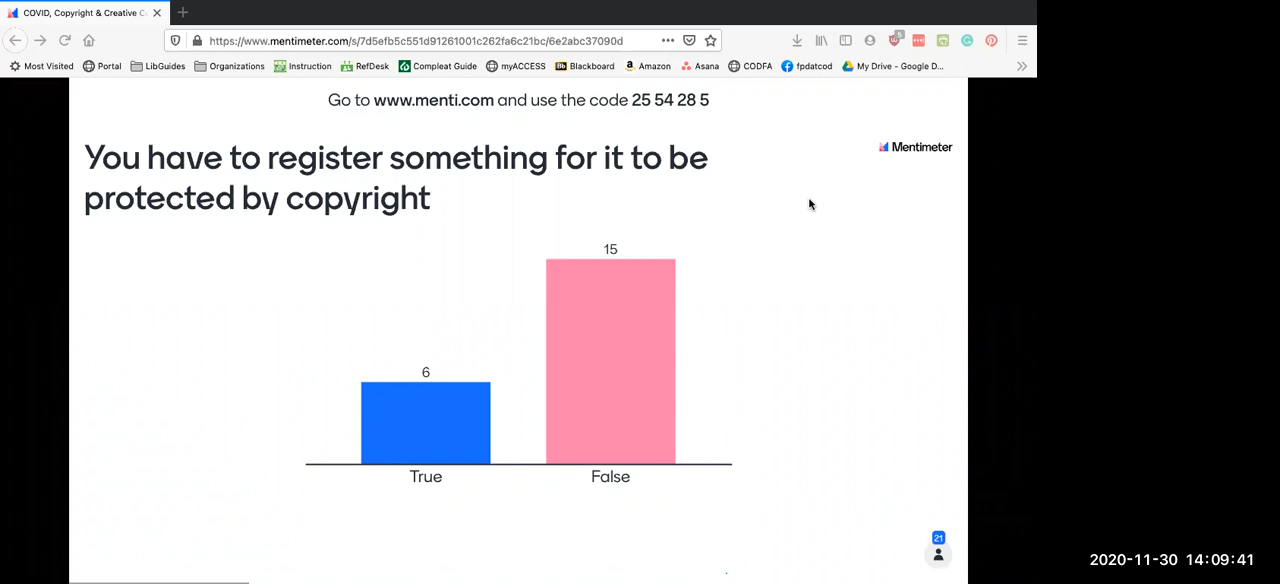 COVID, Copyright & Creative C
https://www.mentimeter.com/s/7d5efb5c551d91261001c262fa6c21bc/6e2abc37090d
5
Most Visited Portal LibGuides Organizations Instruction RefDesk Compleat Guide myACCESS Bb Blackboard Amazon Asana CODFA fpdatcod My Drive - Google D...
Go to www.menti.com and use the code 25 54 28 5
Mentimeter
You have to register something for it to be
protected by copyright
15
6
True False
21
2020-11-30 14:09:41